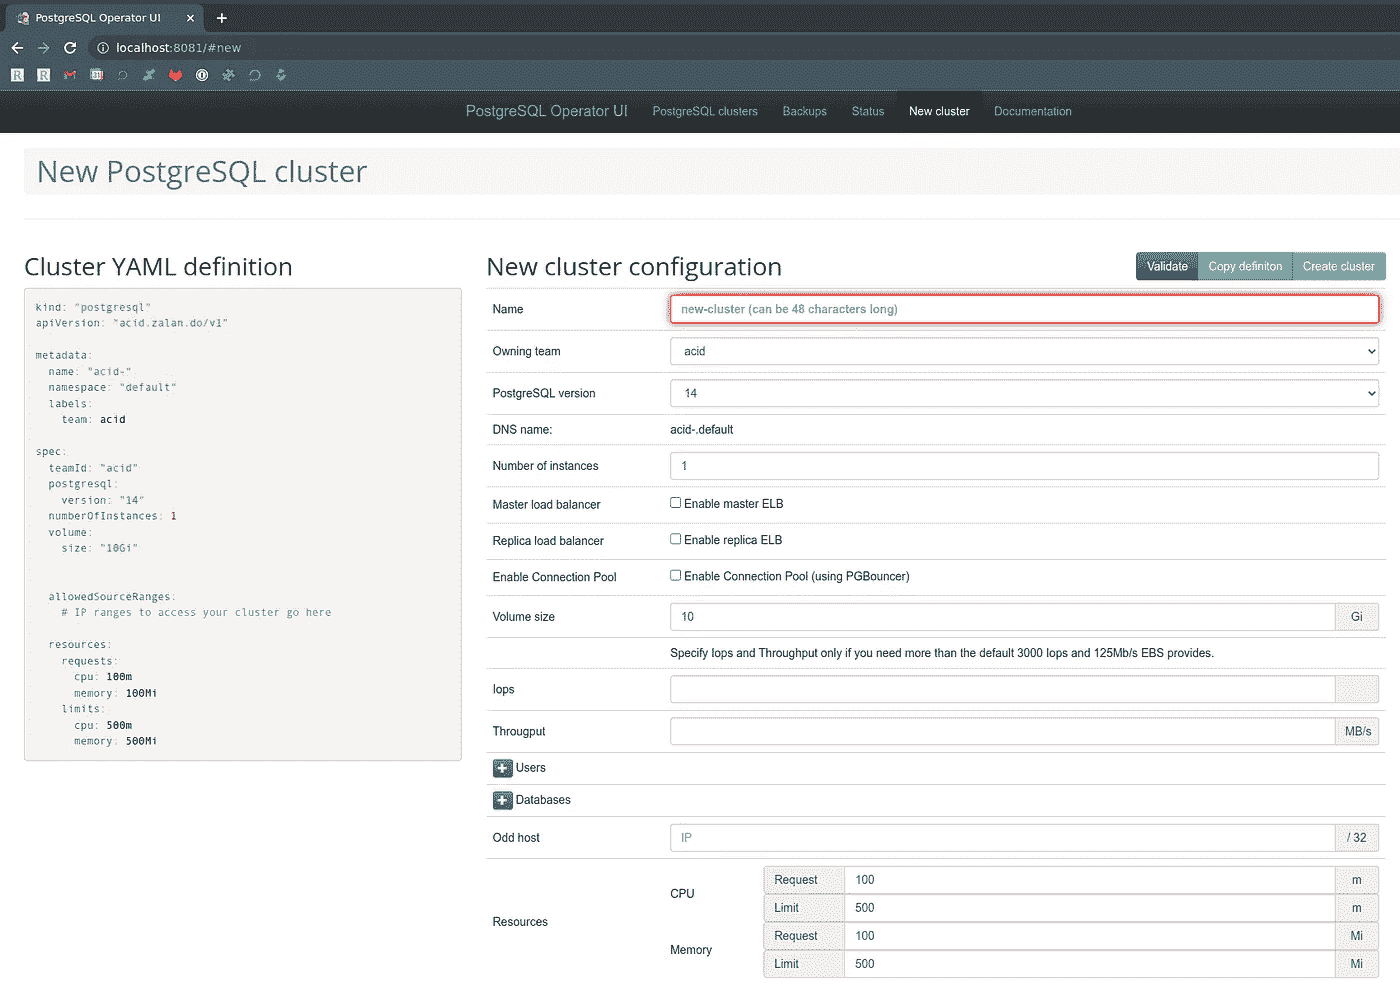 PostgreSQL Operator UI
localhost:8081/#new
PostgreSQL Operator UI PostgreSQL clusters Backups Status New cluster Documentation
New PostgreSQL cluster
Cluster YAML definition
kind: "postgresql"
apiVersion: "acid.zalan.do/v1"
metadata:
name: "acid-"
namespace: "default"
labels:
team: acid
spec:
teamId: "acid"
postgresql:
version: "14"
numberOfInstances: 1
volume:
size: "10Gi"
allowedSourceRanges:
# IP ranges to access your cluster go here
resources:
requests:
cpu: 100m
memory: 100Mi
limits:
cpu: 500m
memory: 500Mi
New cluster configuration
Validate Copy definiton Create cluster
Name new-cluster (can be 48 characters long)
Owning team acid
PostgreSQL version 14
DNS name: acid-.default
Number of instances 1
Master load balancer Enable master ELB
Replica load balancer Enable replica ELB
Enable Connection Pool Enable Connection Pool (using PGBouncer)
Volume size 10 Gi
Specify Iops and Throughput only if you need more than the default 3000 Iops and 125Mb/s EBS provides.
Iops
Througput MB/s
Users
Databases
Odd host IP / 32
Resources
CPU
Request 100 m
Limit 500 m
Memory
Request 100 Mi
Limit 500 Mi